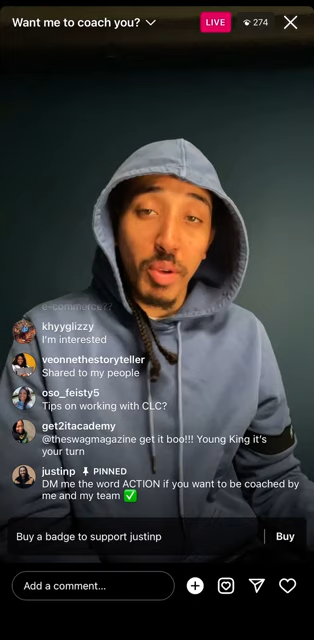 Want me to coach you?
LIVE
274
e-commerce??
khyyglizzy
I'm interested
veonnethestoryteller
Shared to my people
oso_feisty5
Tips on working with CLC?
get2itacademy
@theswagmagazine get it boo!!! Young King it's
your turn
justinp PINNED
DM me the word ACTION if you want to be coached by
me and my team ✅
Buy a badge to support justinp
Buy
Add a comment...